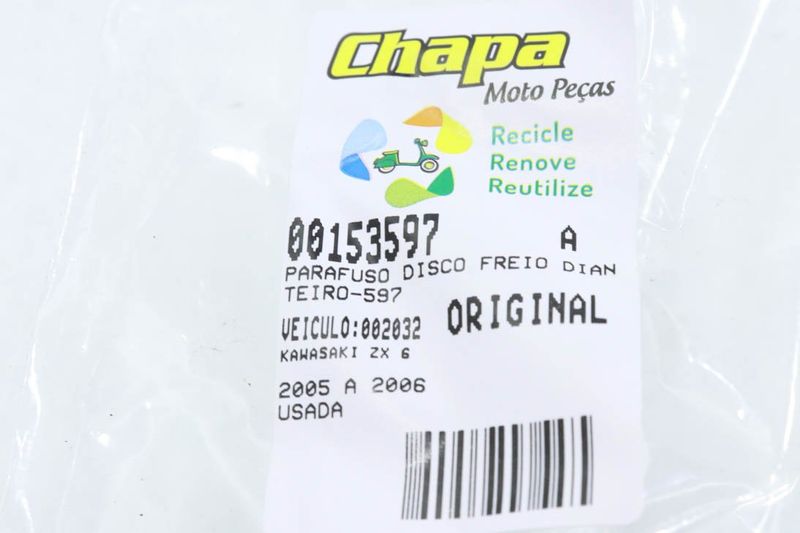 Chapa
Moto Peças
Recicle
Renove
Reutilize
00153597 A
PARAFUSO DISCO FREIO DIAN
TEIRO-597
VEICULO:002032 ORIGINAL
KAWASAKI ZX 6
2005 A 2006
USADA